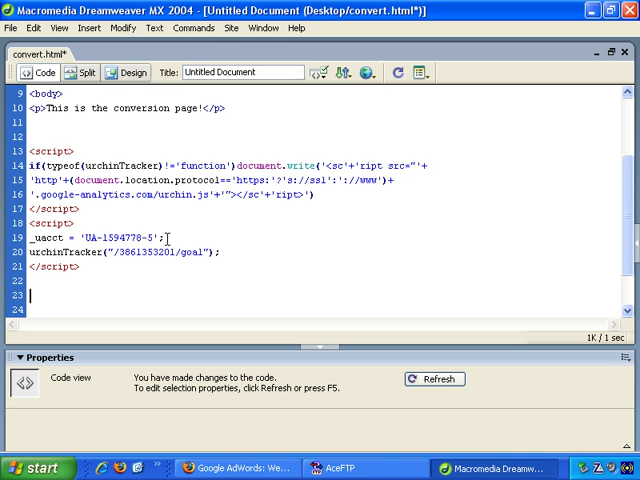 Macromedia Dreamweaver MX 2004 - [Untitled Document (Desktop/convert.html*)]
File Edit View Insert Modify Text Commands Site Window Help
convert.html*
Code Split Design Title: Untitled Document
9 <body>
10 <p>This is the conversion page!</p>
11
12
13 <script>
14 if(typeof(urchinTracker)!='function')document.write('<sc'+'ript src="'+
15 'http'+(document.location.protocol=='https:'?'s://ssl':'://www')+
16 '.google-analytics.com/urchin.js'+'"></sc'+'ript>')
17 </script>
18 <script>
19 _uacct = 'UA-1594778-5';
20 urchinTracker("/3861353201/goal");
21 </script>
22
23
24
1K / 1 sec
Properties
Code view You have made changes to the code. Refresh
To edit selection properties, click Refresh or press F5.
start Google AdWords: We... AceFTP Macromedia Dreamw...